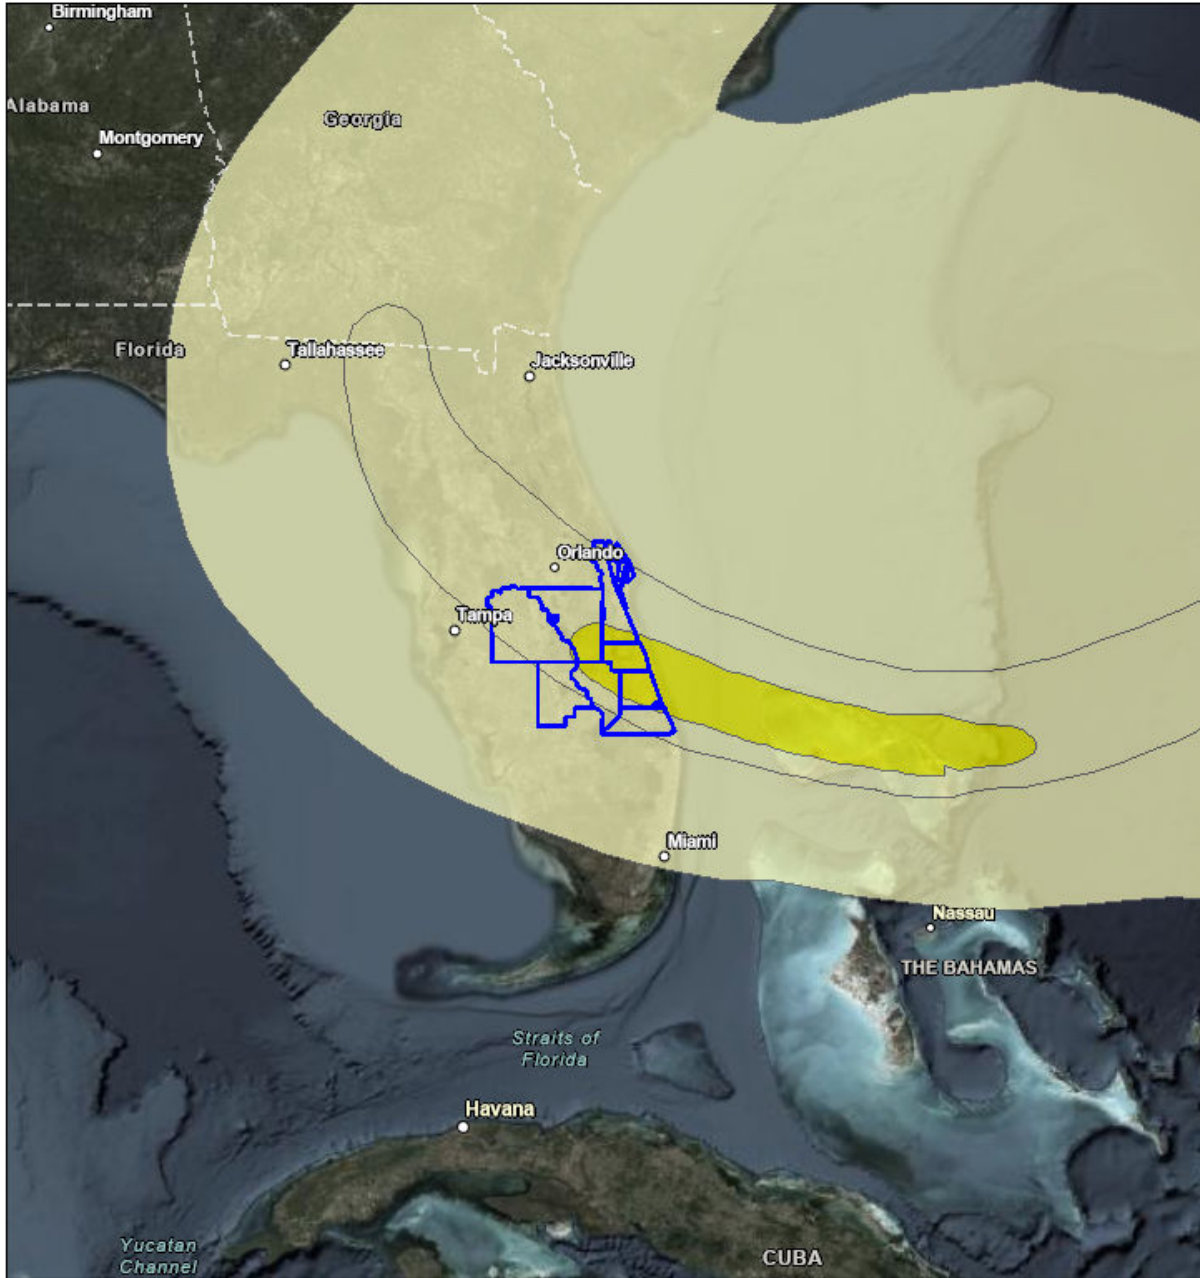 Birmingham
Alabama
Georgia
Montgomery
Florida
Tallahassee
Jacksonville
Orlando
Tampa
Miami
Nassau
THE BAHAMAS
Straits of
Florida
Havana
Yucatan
Channel
CUBA